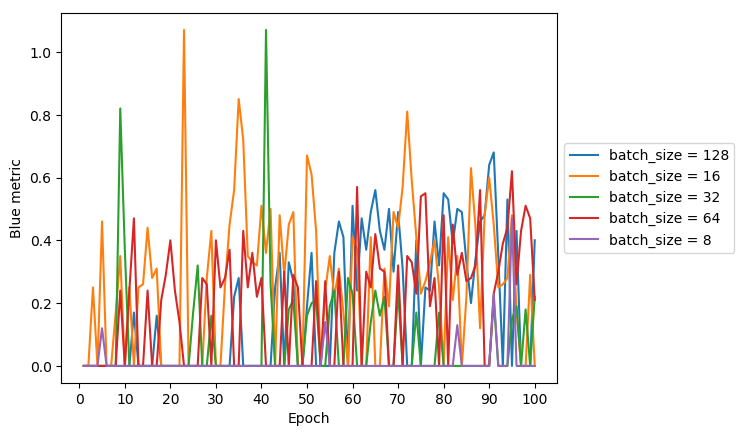 1.0
0.8
0.6
0.4
0.2
0.0
Blue metric
0 10 20 30 40 50 60 70 80 90 100
Epoch
batch_size = 128
batch_size = 16
batch_size = 32
batch_size = 64
batch_size = 8